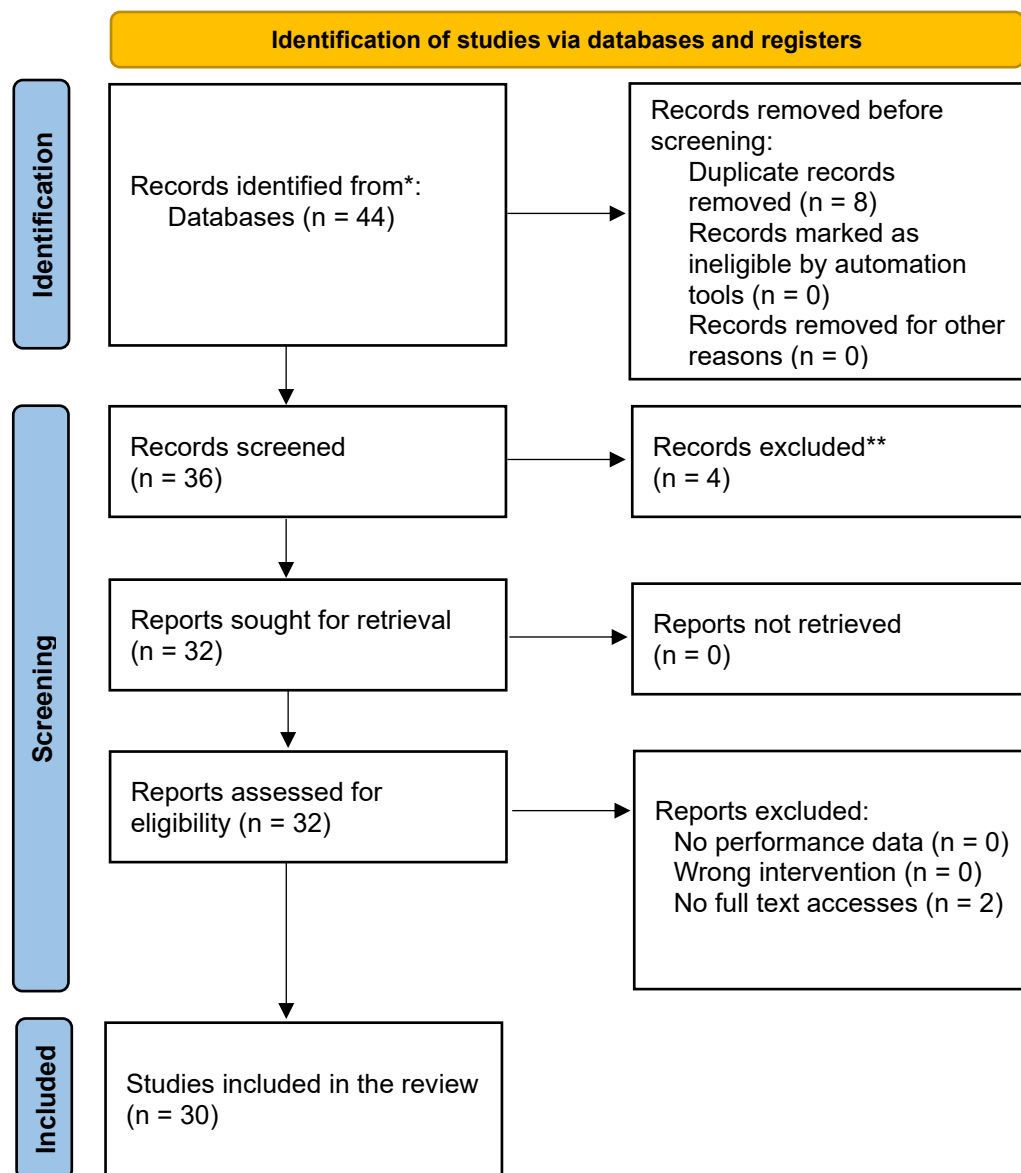 Identification of studies via databases and registers
Identification
Records identified from*:
Databases (n = 44)
Records removed before
screening:
Duplicate records
removed (n = 8)
Records marked as
ineligible by automation
tools (n = 0)
Records removed for other
reasons (n = 0)
Screening
Records screened
(n = 36)
Records excluded**
(n = 4)
Reports sought for retrieval
(n = 32)
Reports not retrieved
(n = 0)
Reports assessed for
eligibility (n = 32)
Reports excluded:
No performance data (n = 0)
Wrong intervention (n = 0)
No full text accesses (n = 2)
Included
Studies included in the review
(n = 30)